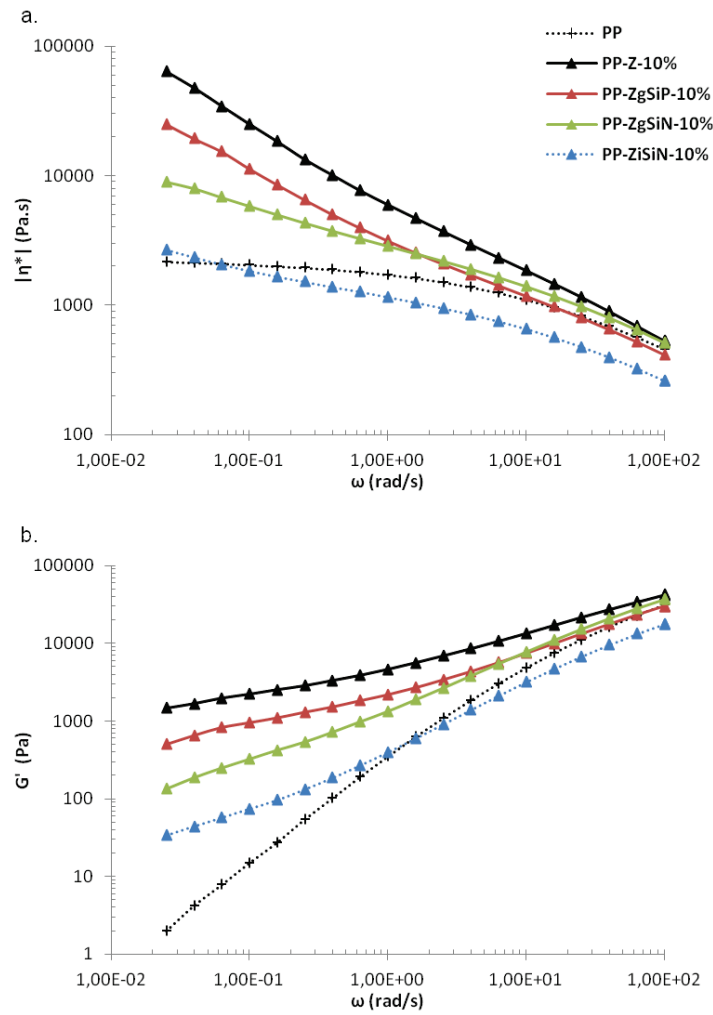 a.
PP
PP-Z-10%
PP-ZgSiP-10%
PP-ZgSiN-10%
PP-ZiSiN-10%
100000
10000
1000
100
|η*| (Pa.s)
1,00E-02 1,00E-01 1,00E+00 1,00E+01 1,00E+02
ω (rad/s)
b.
100000
10000
1000
100
10
1
G' (Pa)
1,00E-02 1,00E-01 1,00E+00 1,00E+01 1,00E+02
ω (rad/s)